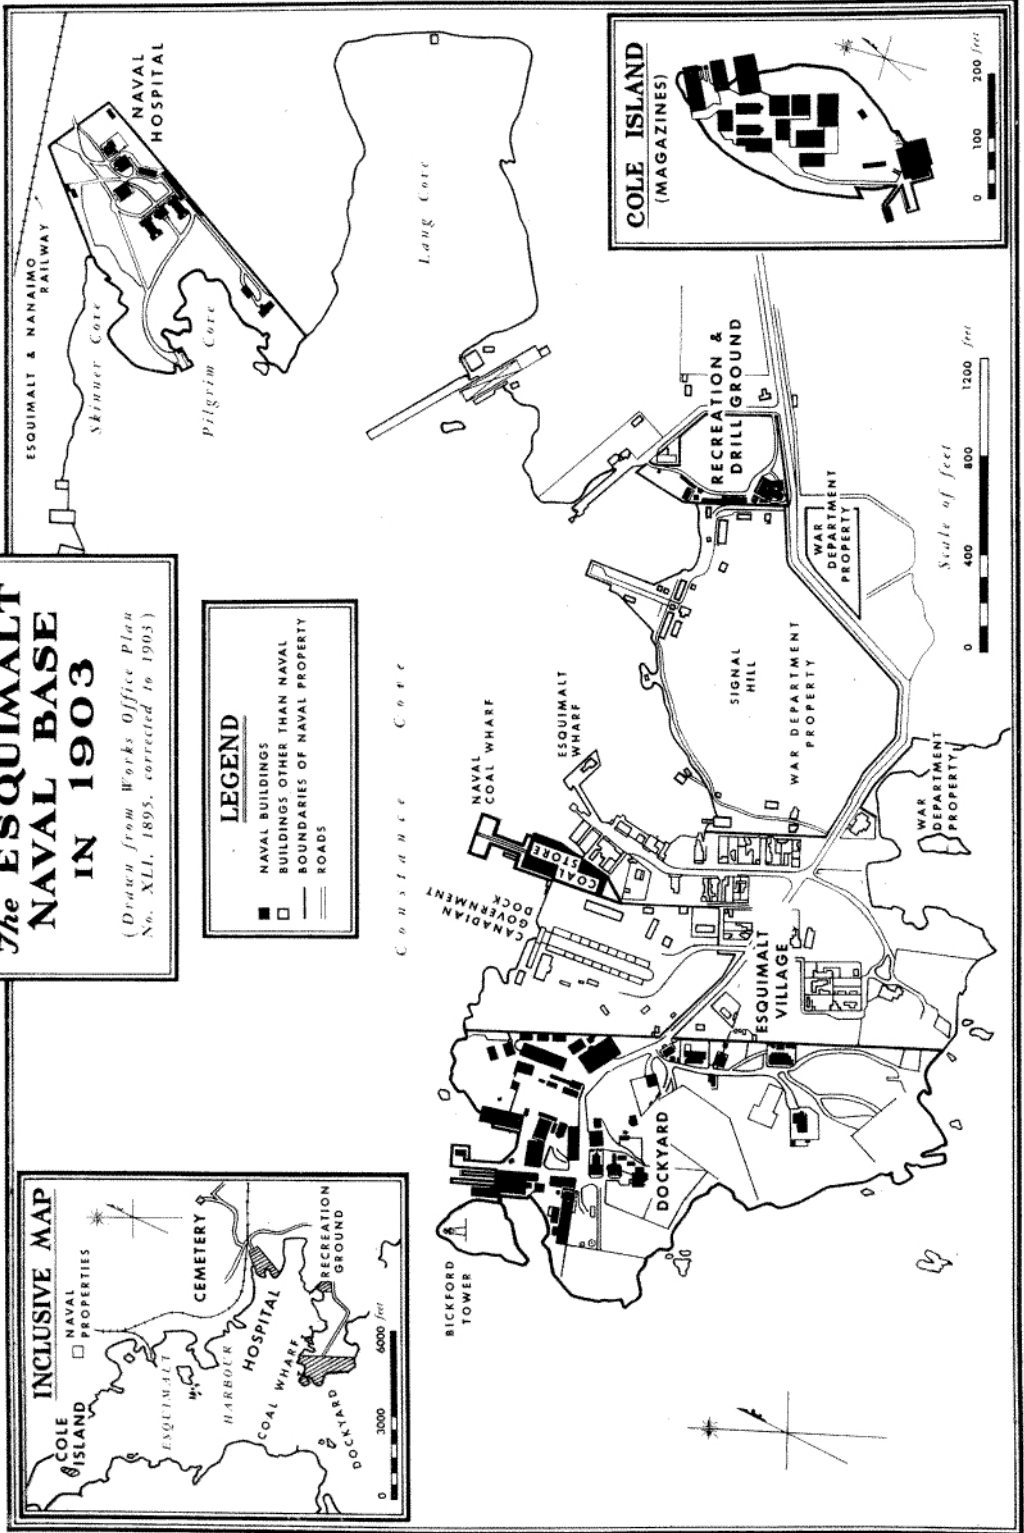 The ESQUIMALT
NAVAL BASE
IN 1903
(Drawn from Works Office Plan
No. XLI, 1895, corrected to 1903)
LEGEND
NAVAL BUILDINGS
BUILDINGS OTHER THAN NAVAL
BOUNDARIES OF NAVAL PROPERTY
ROADS
INCLUSIVE MAP
NAVAL
PROPERTIES
COLE
ISLAND
ESQUIMALT
HARBOUR
CEMETERY
HOSPITAL
COAL WHARF
RECREATION
GROUND
DOCKYARD
0 3000 6000 feet
ESQUIMALT & NANAIMO
RAILWAY
NAVAL
HOSPITAL
Skinner Cove
Pilgrim Cove
Lang Cove
Constance Cove
COLE ISLAND
(MAGAZINES)
0 100 200 feet
BICKFORD
TOWER
DOCKYARD
CANADIAN
GOVERNMENT
DOCK
COAL
STORE
NAVAL
COAL WHARF
ESQUIMALT
WHARF
ESQUIMALT
VILLAGE
SIGNAL
HILL
WAR DEPARTMENT
PROPERTY
WAR
DEPARTMENT
PROPERTY
RECREATION &
DRILL GROUND
WAR
DEPARTMENT
PROPERTY
Scale of feet
0 400 800 1200 feet